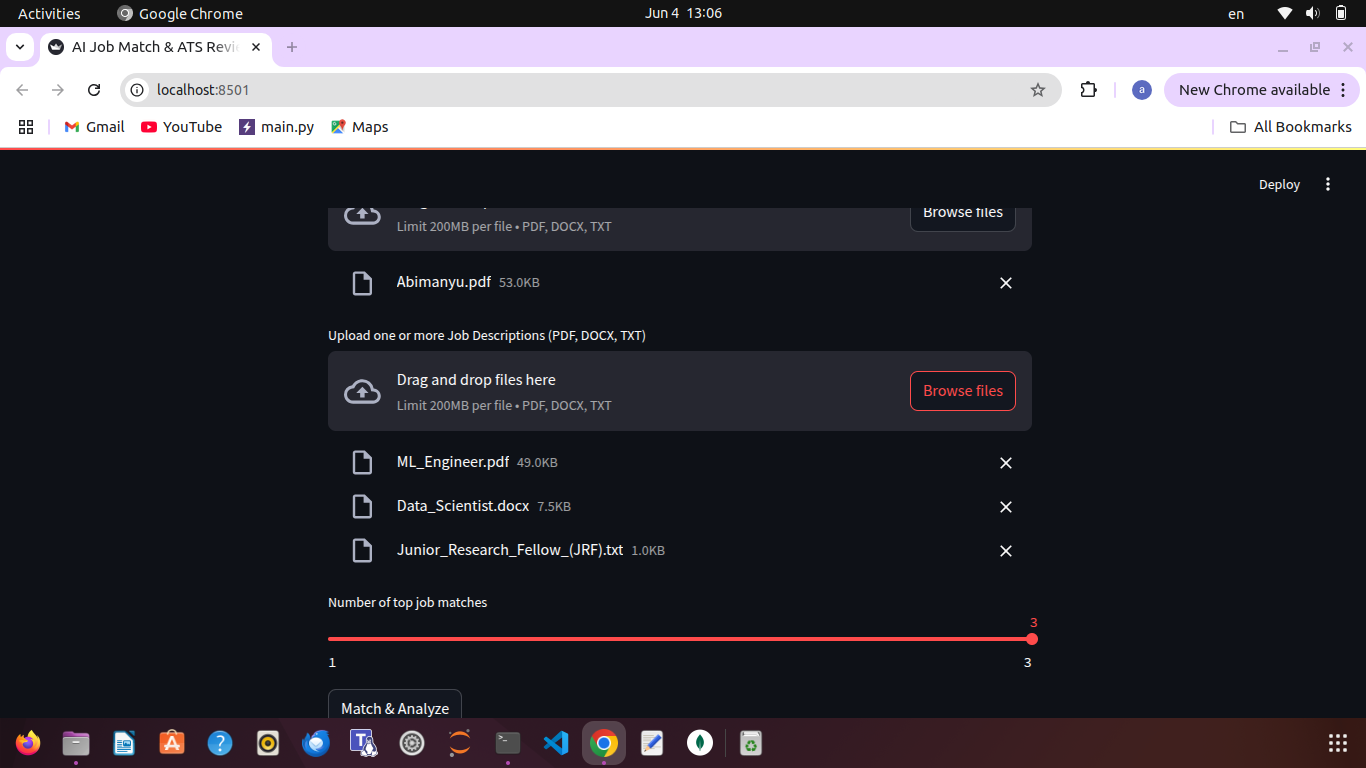 Activities Google Chrome Jun 4 13:06 en
AI Job Match & ATS Revi
localhost:8501 a New Chrome available
Gmail YouTube main.py Maps All Bookmarks
Deploy
Limit 200MB per file • PDF, DOCX, TXT Browse files
Abimanyu.pdf 53.0KB
Upload one or more Job Descriptions (PDF, DOCX, TXT)
Drag and drop files here
Limit 200MB per file • PDF, DOCX, TXT Browse files
ML_Engineer.pdf 49.0KB
Data_Scientist.docx 7.5KB
Junior_Research_Fellow_(JRF).txt 1.0KB
Number of top job matches
3
1 3
Match & Analyze